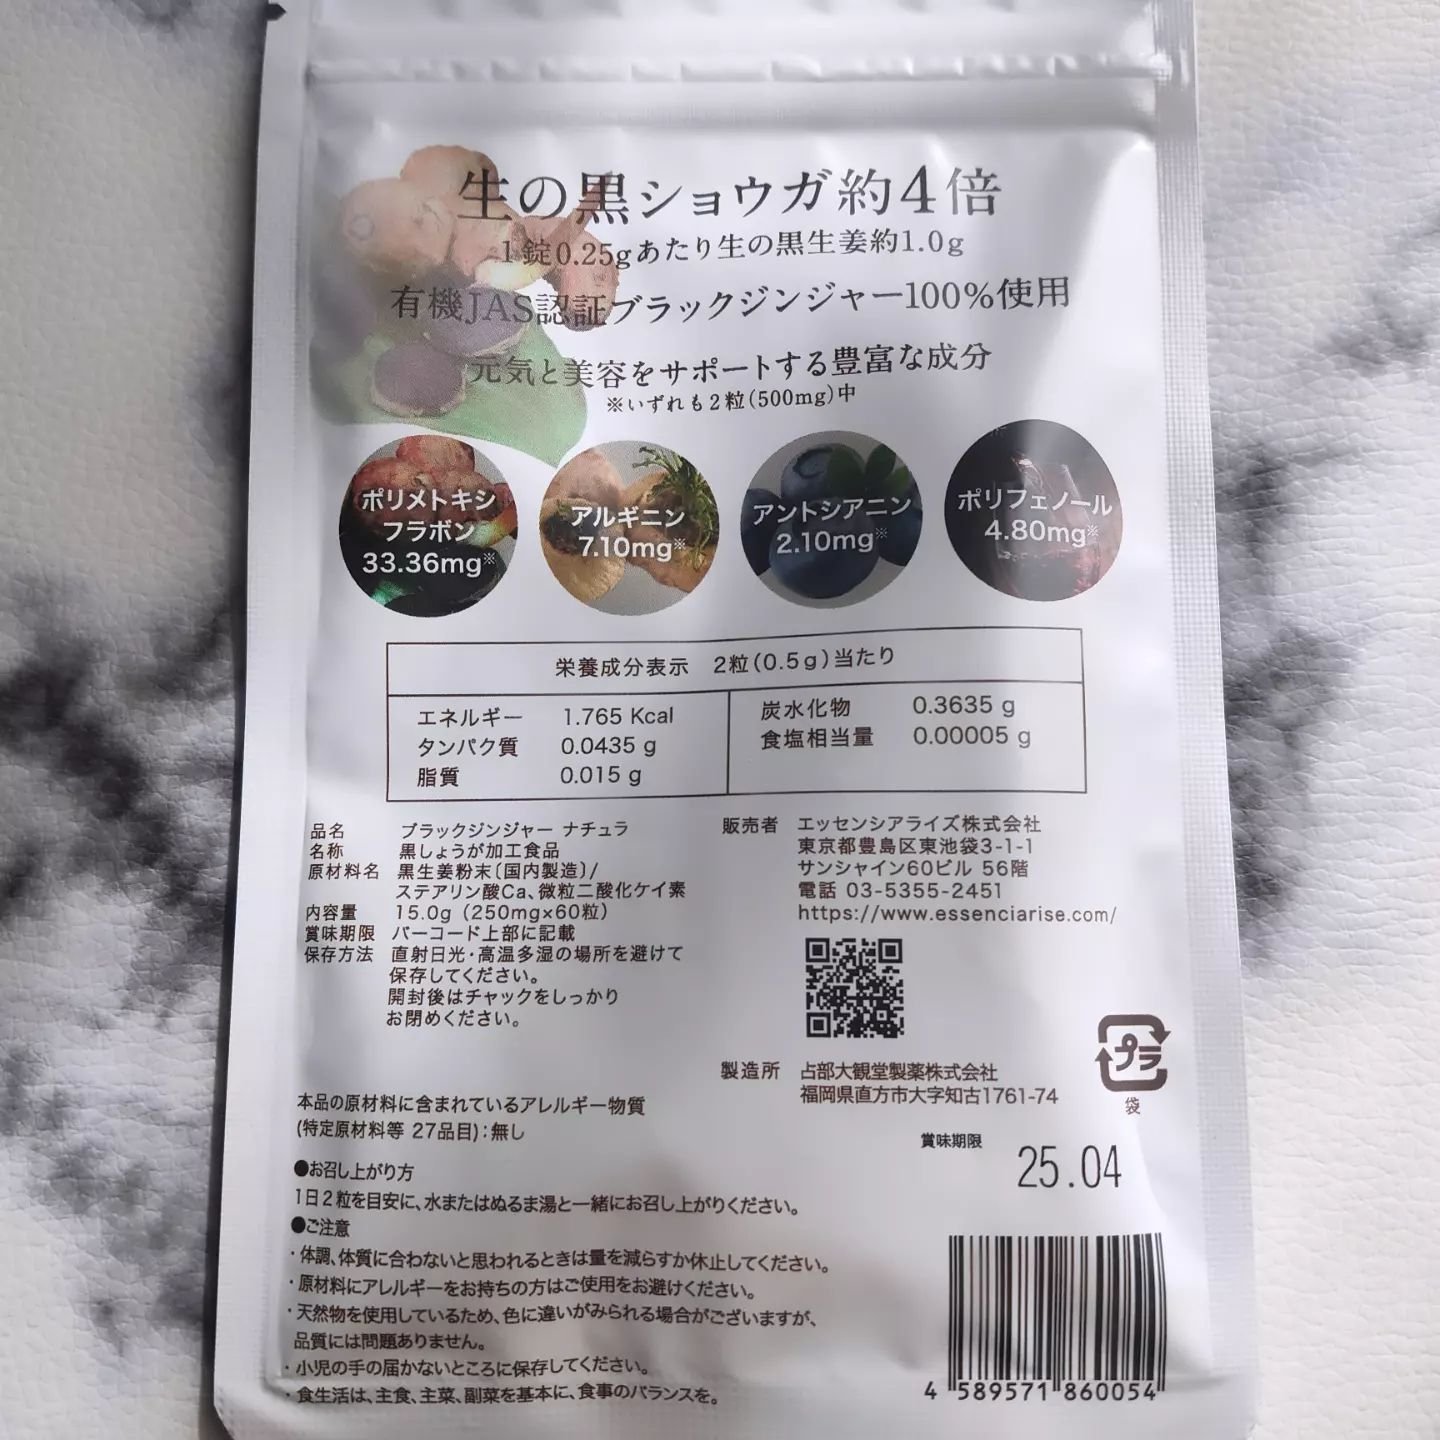 生の黒ショウガ約4倍
1錠0.25gあたり生の黒生姜約1.0g
有機JAS認証ブラックジンジャー100%使用
元気と美容をサポートする豊富な成分
※いずれも2粒(500mg)中
ポリメトキシ
フラボン
33.36mg※
アルギニン
7.10mg※
アントシアニン
2.10mg※
ポリフェノール
4.80mg※
栄養成分表示 2粒(0.5g)当たり
エネルギー 1.765 Kcal
タンパク質 0.0435 g
脂質 0.015 g
炭水化物 0.3635 g
食塩相当量 0.00005 g
品名 ブラックジンジャー ナチュラ
名称 黒しょうが加工食品
原材料名 黒生姜粉末〔国内製造〕/
ステアリン酸Ca、微粒二酸化ケイ素
内容量 15.0g (250mg×60粒)
賞味期限 バーコード上部に記載
保存方法 直射日光・高温多湿の場所を避けて
保存してください。
開封後はチャックをしっかり
お閉めください。
販売者 エッセンシアライズ株式会社
東京都豊島区東池袋3-1-1
サンシャイン60ビル 56階
電話 03-5355-2451
https://www.essenciarise.com/
製造所 占部大観堂製薬株式会社
福岡県直方市大字知古1761-74
プラ
袋
本品の原材料に含まれているアレルギー物質
(特定原材料等 27品目):無し
賞味期限
25.04
●お召し上がり方
1日2粒を目安に、水またはぬるま湯と一緒にお召し上がりください。
●ご注意
・体調、体質に合わないと思われるときは量を減らすか休止してください。
・原材料にアレルギーをお持ちの方はご使用をお避けください。
・天然物を使用しているため、色に違いがみられる場合がございますが、
品質には問題ありません。
・小児の手の届かないところに保存してください。
・食生活は、主食、主菜、副菜を基本に、食事のバランスを。
4 589571 860054